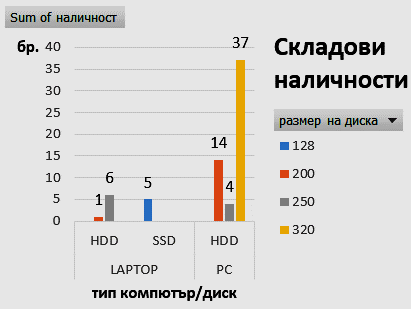 Sum of наличност
бр.
40
35
30
25
20
15
10
5
0
1
6
5
14
4
37
HDD
SSD
HDD
LAPTOP
PC
тип компютър/диск
Складови
наличности
размер на диска
128
200
250
320